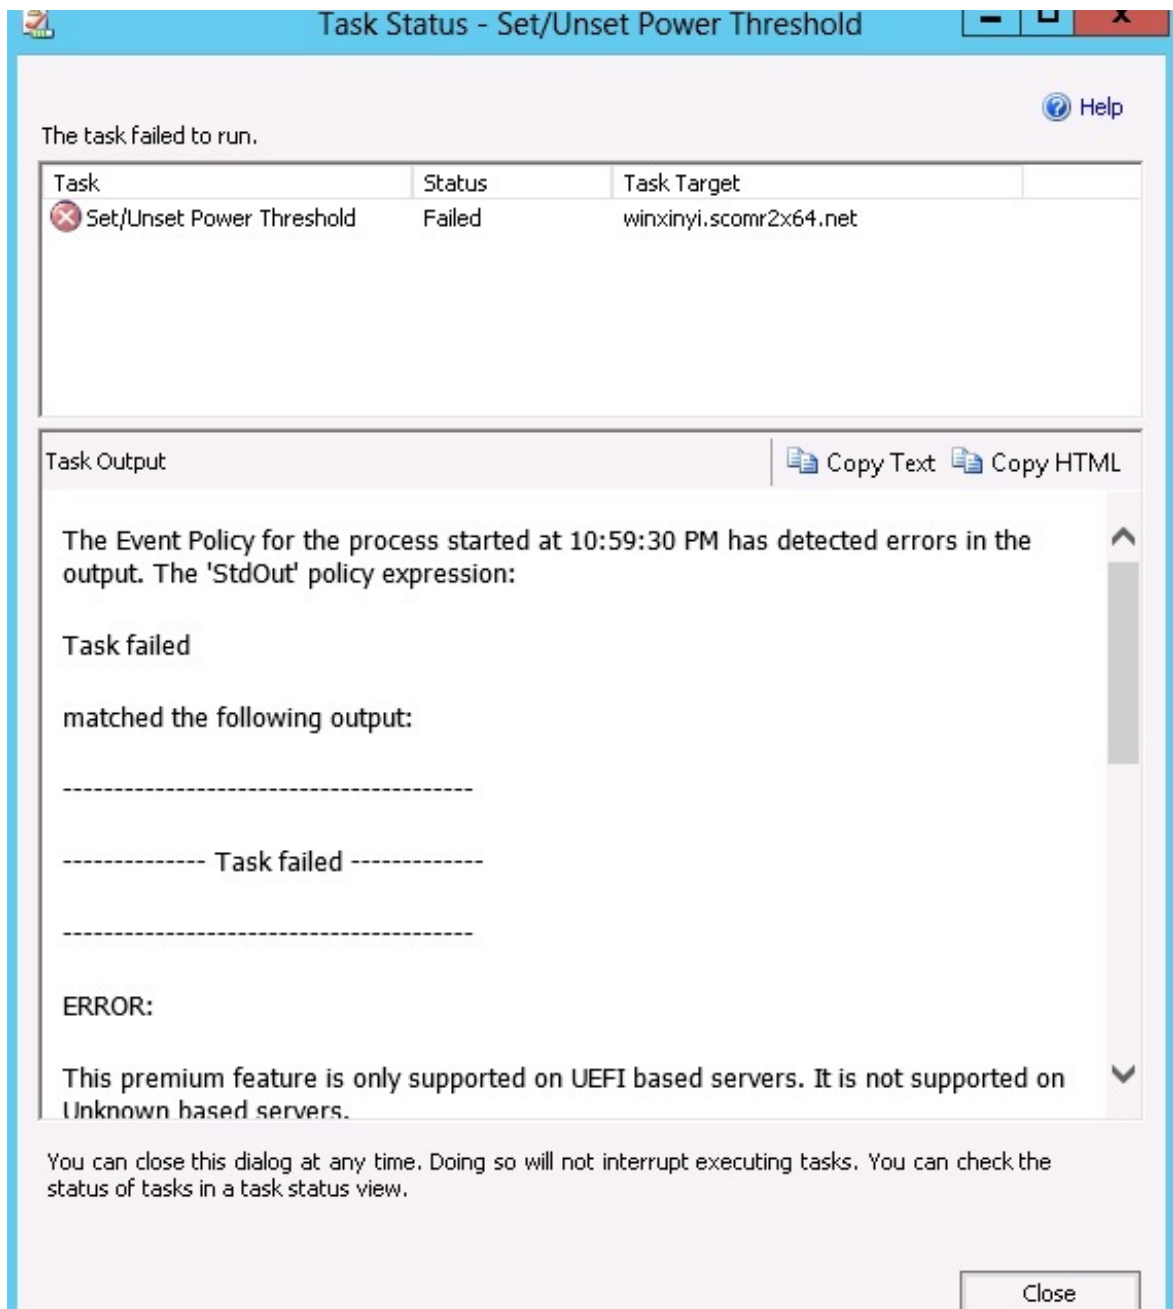 Task Status - Set/Unset Power Threshold
Help
The task failed to run.
Task Status Task Target
Set/Unset Power Threshold Failed winxinyi.scomr2x64.net
Task Output Copy Text Copy HTML
The Event Policy for the process started at 10:59:30 PM has detected errors in the
output. The 'StdOut' policy expression:
Task failed
matched the following output:
----------------------------------------
-------------- Task failed -------------
----------------------------------------
ERROR:
This premium feature is only supported on UEFI based servers. It is not supported on
Unknown based servers.
You can close this dialog at any time. Doing so will not interrupt executing tasks. You can check the
status of tasks in a task status view.
Close